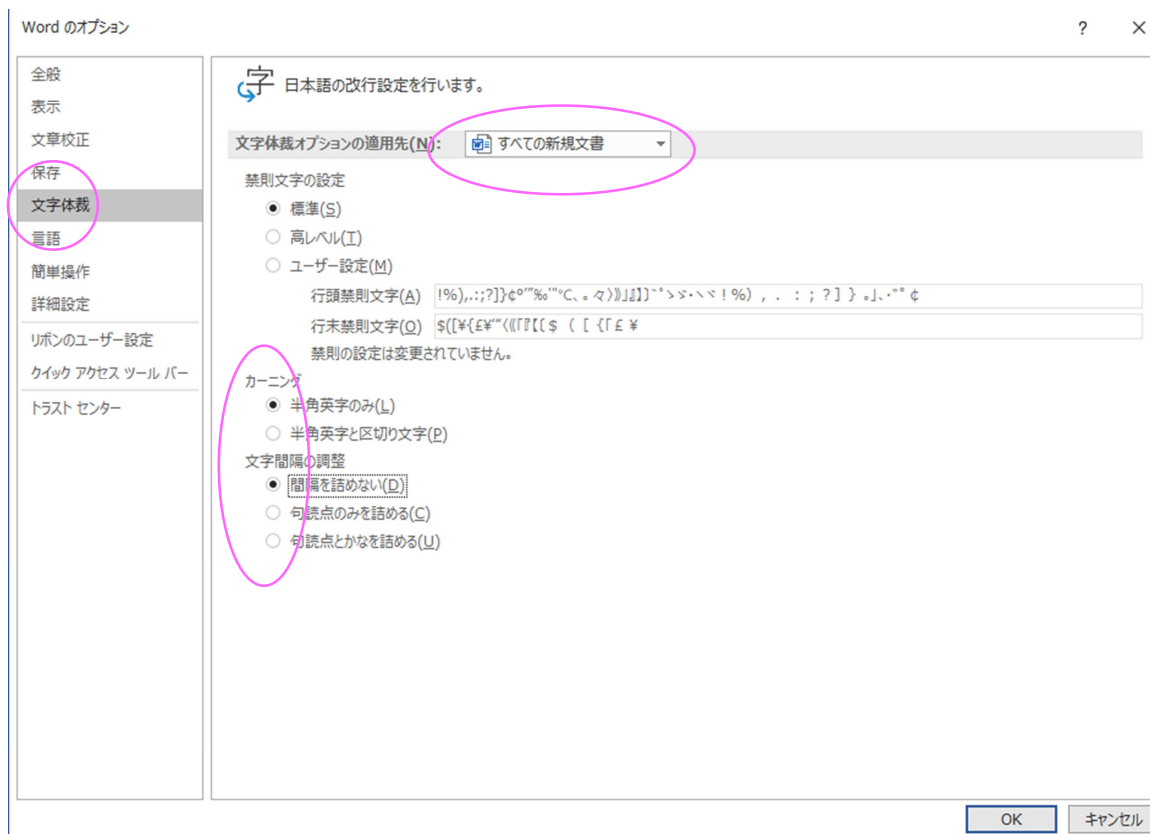 Word のオプション
?
×
全般
表示
文章校正
保存
文字体裁
言語
簡単操作
詳細設定
リボンのユーザー設定
クイック アクセス ツール バー
トラスト センター
日本語の改行設定を行います。
文字体裁オプションの適用先(N): すべての新規文書
禁則文字の設定
標準(S)
高レベル(T)
ユーザー設定(M)
行頭禁則文字(A)
行末禁則文字(O)
禁則の設定は変更されていません。
カーニング
半角英字のみ(L)
半角英字と区切り文字(P)
文字間隔の調整
間隔を詰めない(D)
句読点のみを詰める(C)
句読点とかなを詰める(U)
OK キャンセル